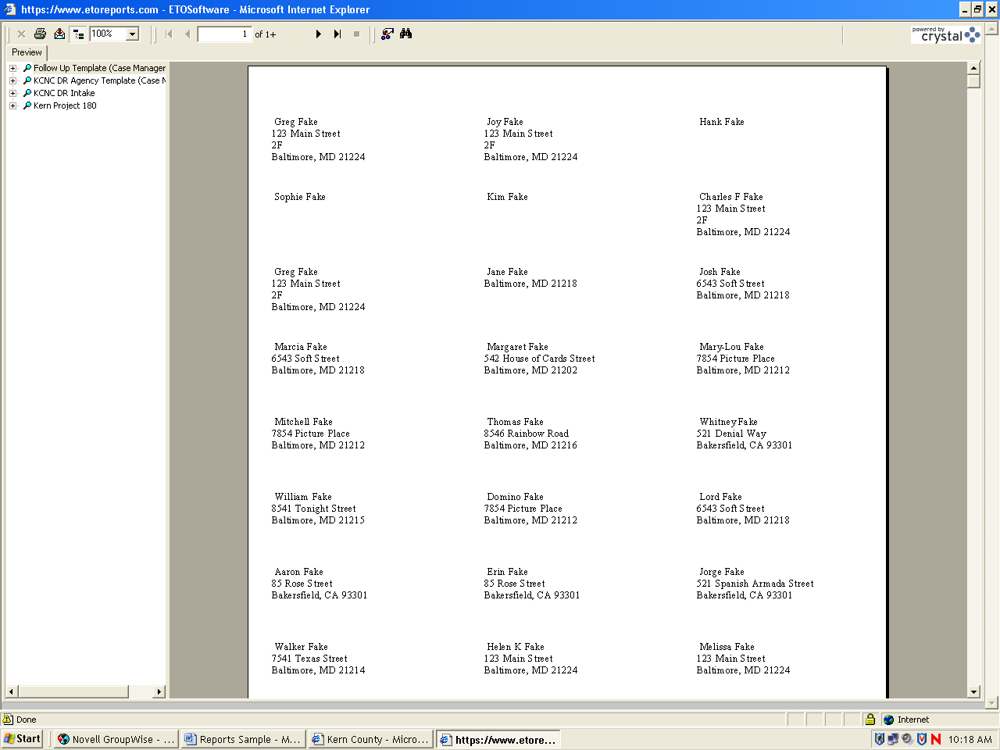 https://www.etoreports.com - ETOSoftware - Microsoft Internet Explorer
100%
1 of 1+
powered by
crystal
Preview
Follow Up Template (Case Manager
KCNC DR Agency Template (Case M
KCNC DR Intake
Kern Project 180
Greg Fake
123 Main Street
2F
Baltimore, MD 21224
Joy Fake
123 Main Street
2F
Baltimore, MD 21224
Hank Fake
Sophie Fake
Kim Fake
Charles F Fake
123 Main Street
2F
Baltimore, MD 21224
Greg Fake
123 Main Street
2F
Baltimore, MD 21224
Jane Fake
Baltimore, MD 21218
Josh Fake
6543 Soft Street
Baltimore, MD 21218
Marcia Fake
6543 Soft Street
Baltimore, MD 21218
Margaret Fake
542 House of Cards Street
Baltimore, MD 21202
Mary-Lou Fake
7854 Picture Place
Baltimore, MD 21212
Mitchell Fake
7854 Picture Place
Baltimore, MD 21212
Thomas Fake
8546 Rainbow Road
Baltimore, MD 21216
Whitney Fake
521 Denial Way
Bakersfield, CA 93301
William Fake
8541 Tonight Street
Baltimore, MD 21215
Domino Fake
7854 Picture Place
Baltimore, MD 21212
Lord Fake
6543 Soft Street
Baltimore, MD 21218
Aaron Fake
85 Rose Street
Bakersfield, CA 93301
Erin Fake
85 Rose Street
Bakersfield, CA 93301
Jorge Fake
521 Spanish Armada Street
Bakersfield, CA 93301
Walker Fake
7541 Texas Street
Baltimore, MD 21214
Helen K Fake
123 Main Street
Baltimore, MD 21224
Melissa Fake
123 Main Street
Baltimore, MD 21224
Done
Internet
Start
Novell GroupWise - ...
Reports Sample - M...
Kern County - Micro...
https://www.etore...
10:18 AM